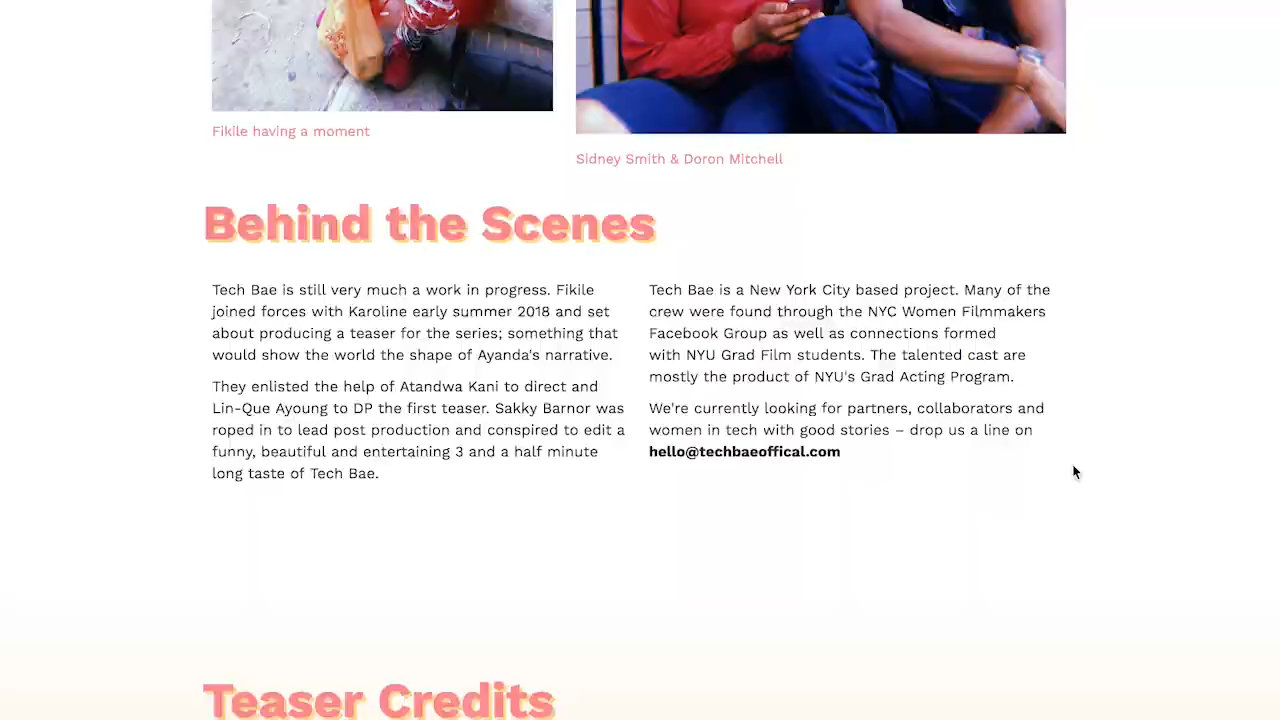 Fikile having a moment
Sidney Smith & Doron Mitchell
Behind the Scenes
Tech Bae is still very much a work in progress. Fikile
joined forces with Karoline early summer 2018 and set
about producing a teaser for the series; something that
would show the world the shape of Ayanda's narrative.
They enlisted the help of Atandwa Kani to direct and
Lin-Que Ayoung to DP the first teaser. Sakky Barnor was
roped in to lead post production and conspired to edit a
funny, beautiful and entertaining 3 and a half minute
long taste of Tech Bae.
Tech Bae is a New York City based project. Many of the
crew were found through the NYC Women Filmmakers
Facebook Group as well as connections formed
with NYU Grad Film students. The talented cast are
mostly the product of NYU's Grad Acting Program.
We're currently looking for partners, collaborators and
women in tech with good stories – drop us a line on
hello@techbaeoffical.com
Teaser Credits